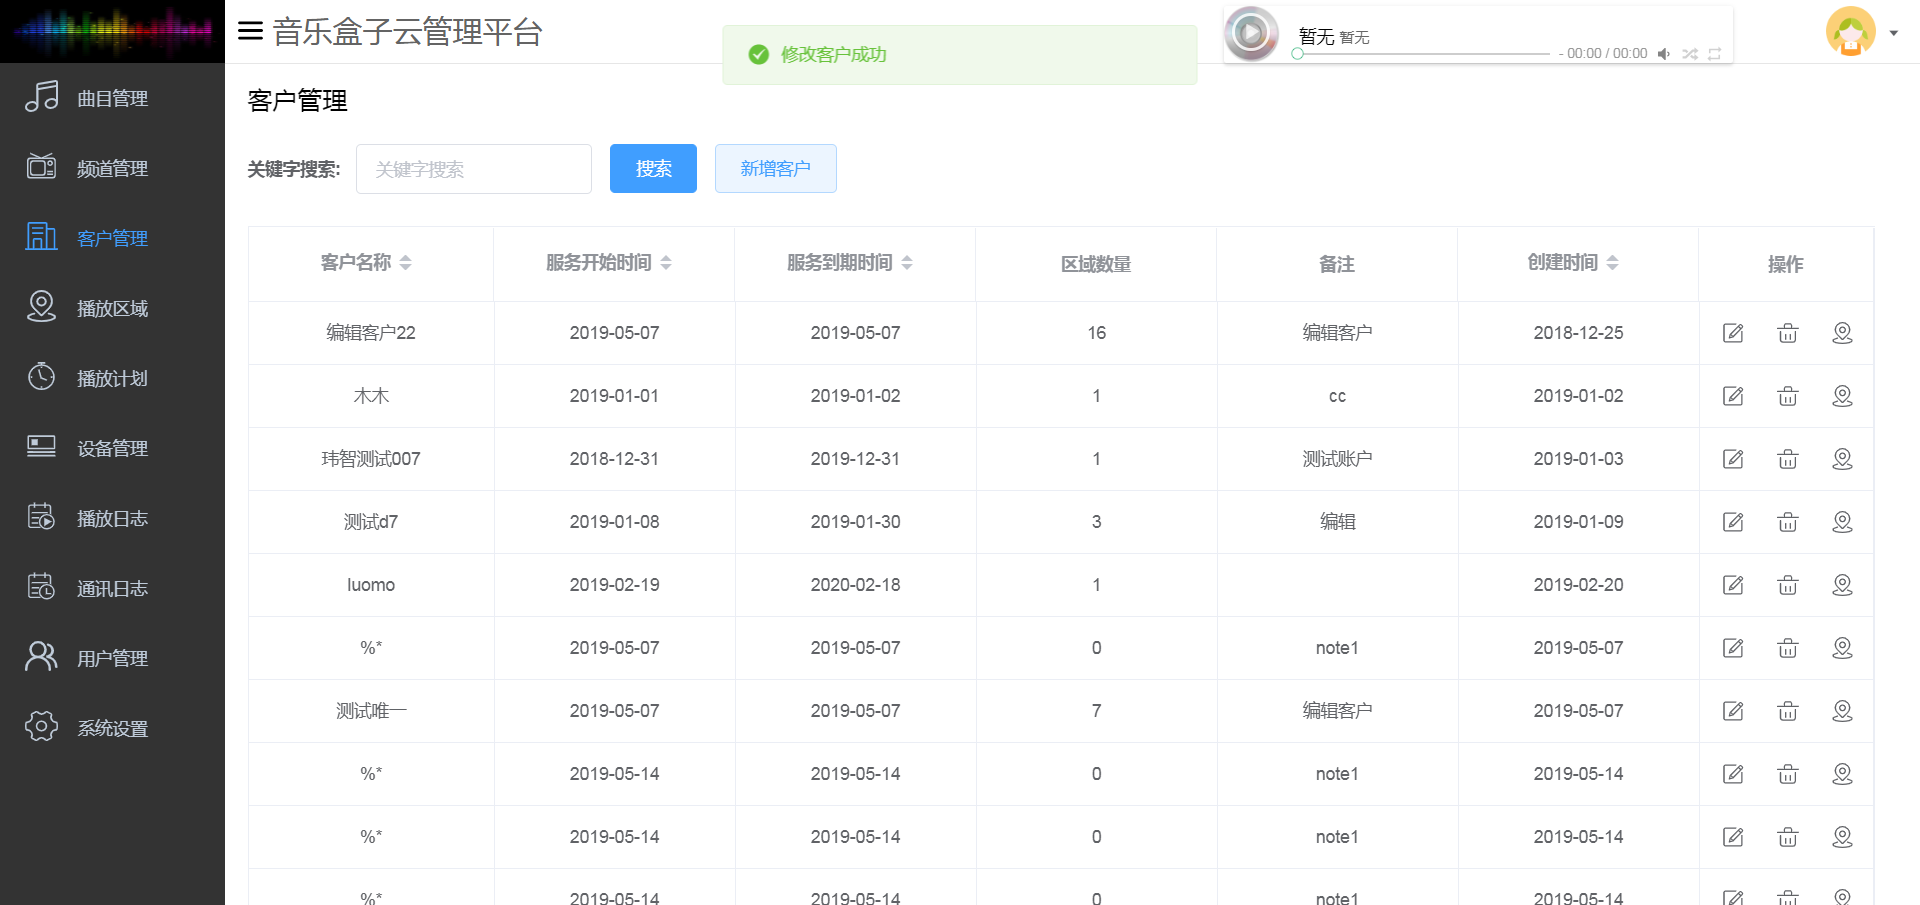 音乐盒子云管理平台
修改客户成功
暂无 暂无
- 00:00 / 00:00
曲目管理
频道管理
客户管理
播放区域
播放计划
设备管理
播放日志
通讯日志
用户管理
系统设置
客户管理
关键字搜索: 关键字搜索 搜索 新增客户
客户名称 服务开始时间 服务到期时间 区域数量 备注 创建时间 操作
编辑客户22 2019-05-07 2019-05-07 16 编辑客户 2018-12-25
木木 2019-01-01 2019-01-02 1 cc 2019-01-02
玮智测试007 2018-12-31 2019-12-31 1 测试账户 2019-01-03
测试d7 2019-01-08 2019-01-30 3 编辑 2019-01-09
luomo 2019-02-19 2020-02-18 1 2019-02-20
%* 2019-05-07 2019-05-07 0 note1 2019-05-07
测试唯一 2019-05-07 2019-05-07 7 编辑客户 2019-05-07
%* 2019-05-14 2019-05-14 0 note1 2019-05-14
%* 2019-05-14 2019-05-14 0 note1 2019-05-14
%* 2019-05-14 2019-05-14 0 note1 2019-05-14